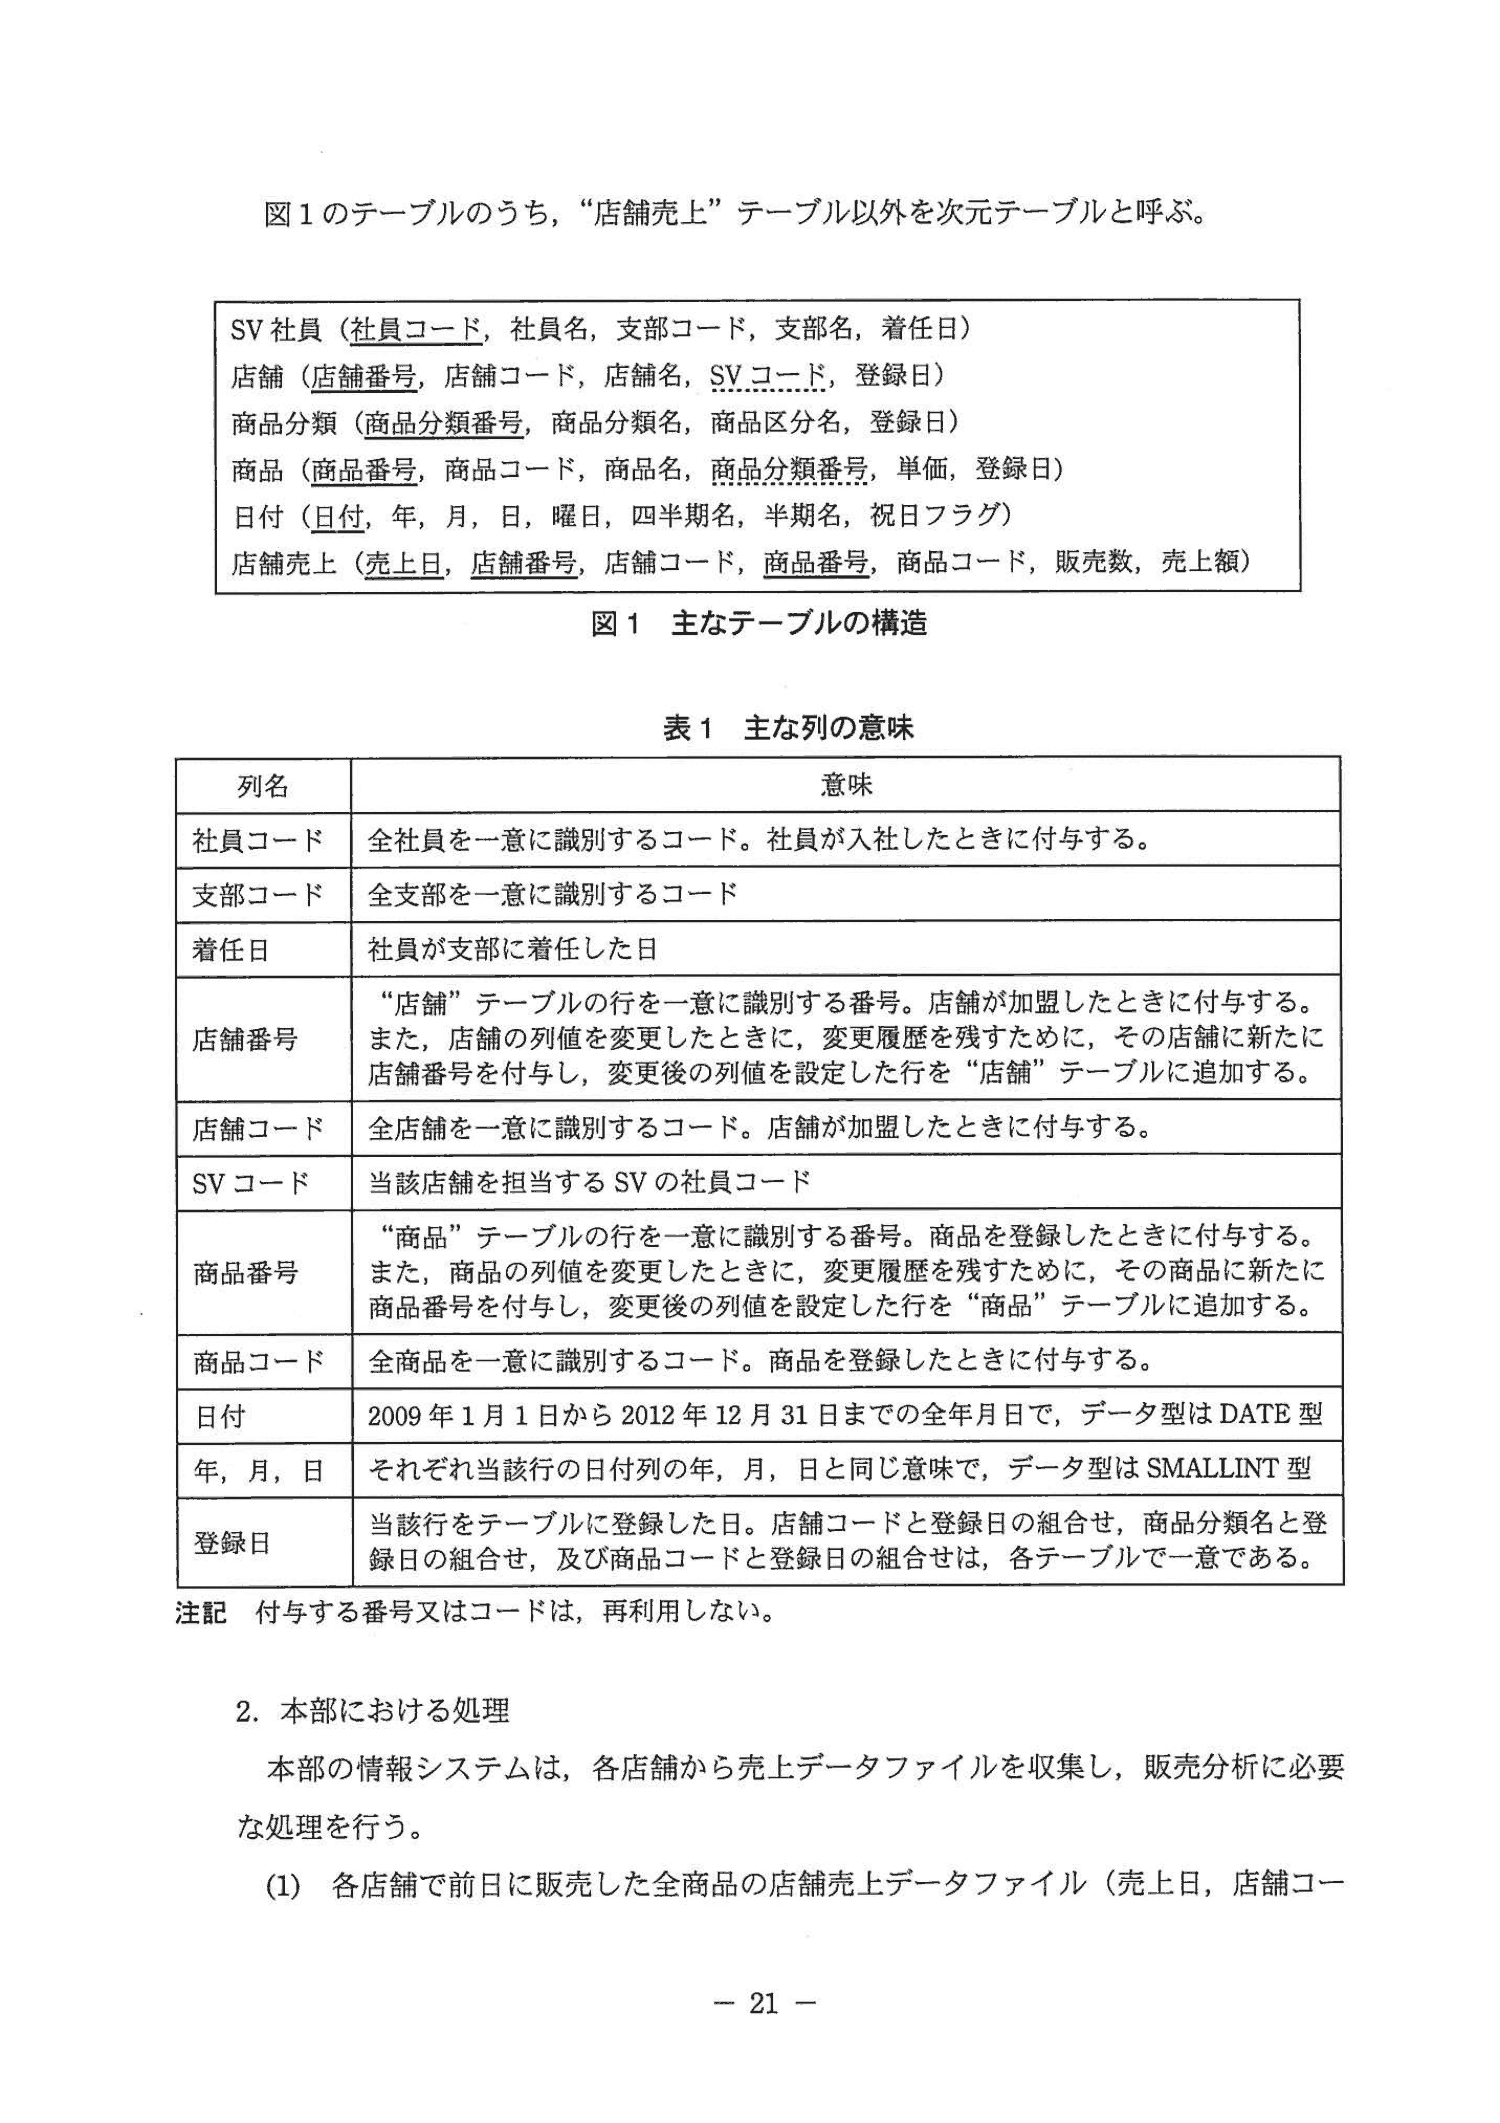 図1のテーブルのうち，“店舗売上”テーブル以外を次元テーブルと呼ぶ。
SV社員（社員コード，社員名，支部コード，支部名，着任日）
店舗（店舗番号，店舗コード，店舗名，SVコード，登録日）
商品分類（商品分類番号，商品分類名，商品区分名，登録日）
商品（商品番号，商品コード，商品名，商品分類番号，単価，登録日）
日付（日付，年，月，日，曜日，四半期名，半期名，祝日フラグ）
店舗売上（売上日，店舗番号，店舗コード，商品番号，商品コード，販売数，売上額）
図1　主なテーブルの構造
表1　主な列の意味
列名　意味
社員コード　全社員を一意に識別するコード。社員が入社したときに付与する。
支部コード　全支部を一意に識別するコード
着任日　社員が支部に着任した日
店舗番号　“店舗”テーブルの行を一意に識別する番号。店舗が加盟したときに付与する。
また，店舗の列値を変更したときに，変更履歴を残すために，その店舗に新たに
店舗番号を付与し，変更後の列値を設定した行を“店舗”テーブルに追加する。
店舗コード　全店舗を一意に識別するコード。店舗が加盟したときに付与する。
SVコード　当該店舗を担当するSVの社員コード
商品番号　“商品”テーブルの行を一意に識別する番号。商品を登録したときに付与する。
また，商品の列値を変更したときに，変更履歴を残すために，その商品に新たに
商品番号を付与し，変更後の列値を設定した行を“商品”テーブルに追加する。
商品コード　全商品を一意に識別するコード。商品を登録したときに付与する。
日付　2009年1月1日から2012年12月31日までの全年月日で，データ型はDATE型
年，月，日　それぞれ当該行の日付列の年，月，日と同じ意味で，データ型はSMALLINT型
登録日　当該行をテーブルに登録した日。店舗コードと登録日の組合せ，商品分類名と登
録日の組合せ，及び商品コードと登録日の組合せは，各テーブルで一意である。
注記　付与する番号又はコードは，再利用しない。
2．本部における処理
本部の情報システムは，各店舗から売上データファイルを収集し，販売分析に必要
な処理を行う。
(1)　各店舗で前日に販売した全商品の店舗売上データファイル（売上日，店舗コー
－ 21 －